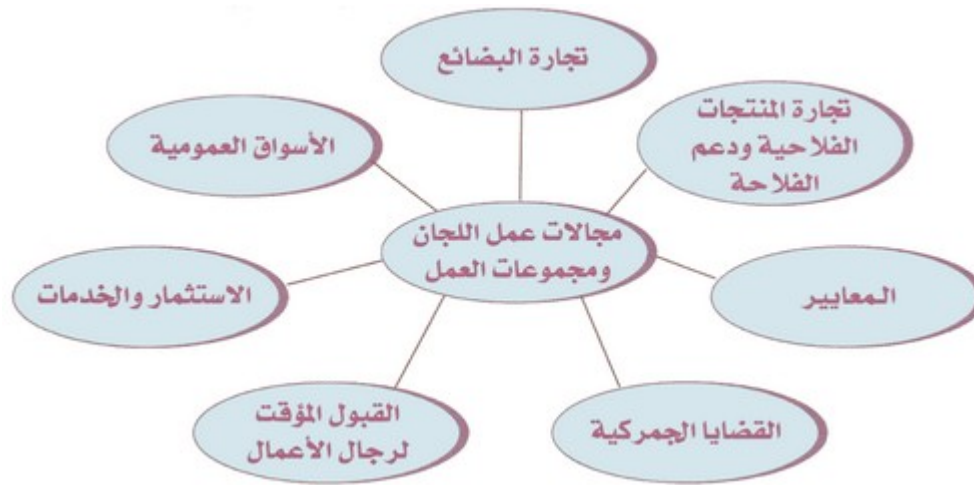 تجارة البضائع
تجارة المنتجات
الفلاحية ودعم
الفلاحة
الأسواق العمومية
مجالات عمل اللجان
ومجموعات العمل
المعايير
الاستثمار والخدمات
القضايا الجمركية
القبول المؤقت
لرجال الأعمال